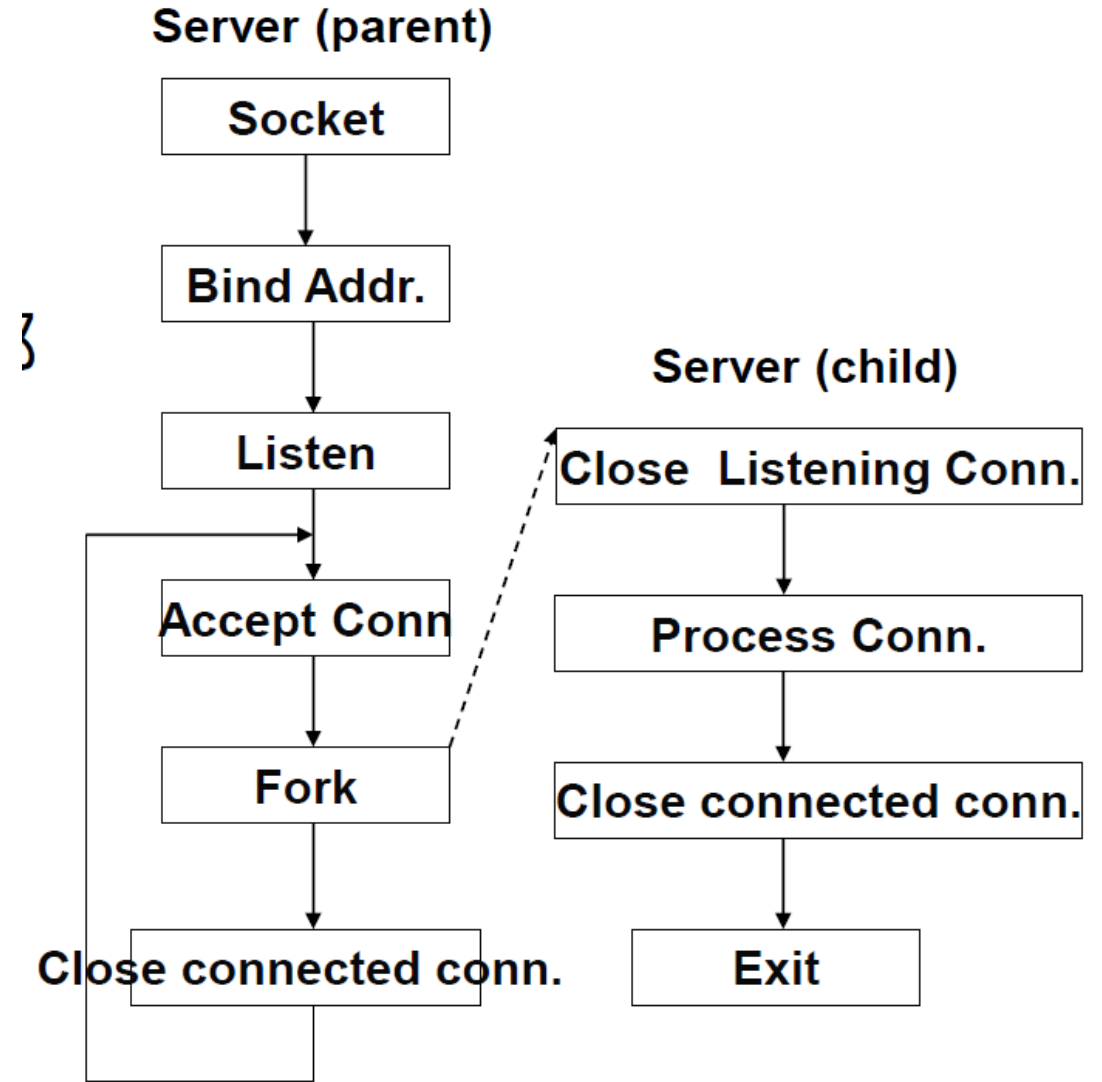 Server (parent)
Socket
Bind Addr.
Listen
Accept Conn
Fork
Close connected conn.
Server (child)
Close Listening Conn.
Process Conn.
Close connected conn.
Exit